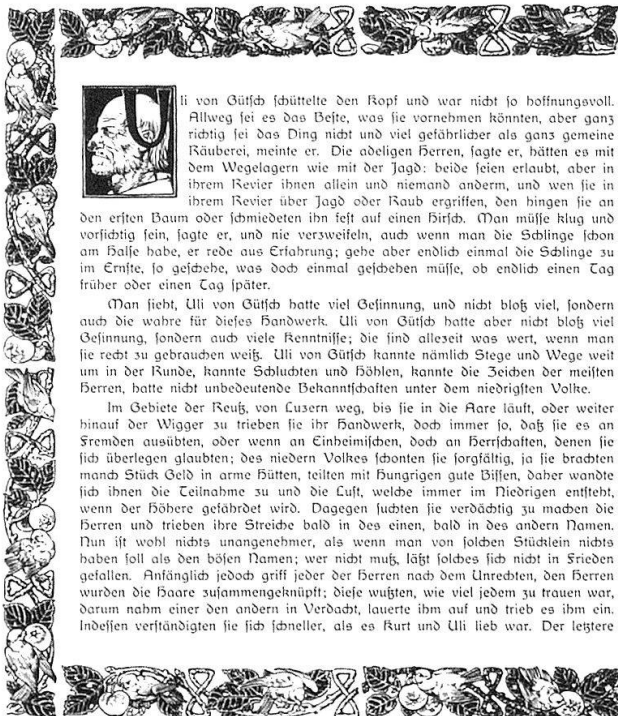 Uli von Gütsch schüttelte den Kopf und war nicht so hoffnungsvoll.
Allweg sei es das Beste, was sie vornehmen könnten, aber ganz
richtig sei das Ding nicht und viel gefährlicher als ganz gemeine
Räuberei, meinte er. Die adeligen Herren, sagte er, hätten es mit
dem Wegelagern wie mit der Jagd: beide seien erlaubt, aber in
ihrem Revier ihnen allein und niemand anderm, und wen sie in
ihrem Revier über Jagd oder Raub ergriffen, den hingen sie an
den ersten Baum oder schmiedeten ihn fest auf einen Hirsch. Man müsse klug und
vorsichtig sein, sagte er, und nie verzweifeln, auch wenn man die Schlinge schon
am Halse habe, er rede aus Erfahrung; gehe aber endlich einmal die Schlinge zu
im Ernste, so geschehe, was doch einmal geschehen müsse, ob endlich einen Tag
früher oder einen Tag später.
Man sieht, Uli von Gütsch hatte viel Gesinnung, und nicht bloß viel, sondern
auch die wahre für dieses Handwerk. Uli von Gütsch hatte aber nicht bloß viel
Gesinnung, sondern auch viele Kenntnisse; die sind allezeit was wert, wenn man
sie recht zu gebrauchen weiß. Uli von Gütsch kannte nämlich Stege und Wege weit
um in der Runde, kannte Schluchten und Höhlen, kannte die Zeichen der meisten
Herren, hatte nicht unbedeutende Bekanntschaften unter dem niedrigsten Volke.
Im Gebiete der Reuß, von Luzern weg, bis sie in die Aare läuft, oder weiter
hinauf der Wigger zu trieben sie ihr Handwerk, doch immer so, daß sie es an
Fremden ausübten, oder wenn an Einheimischen, doch an Herrschaften, denen sie
sich überlegen glaubten; des niedern Volkes schonten sie sorgfältig, ja sie brachten
manch Stück Geld in arme Hütten, teilten mit Hungrigen gute Bissen, daher wandte
sich ihnen die Teilnahme zu und die Lust, welche immer im Niedrigen entsteht,
wenn der Höhere gefährdet wird. Dagegen suchten sie verdächtig zu machen die
Herren und trieben ihre Streiche bald in des einen, bald in des andern Namen.
Nun ist wohl nichts unangenehmer, als wenn man von solchen Stücklein nichts
haben soll als den bösen Namen; wer nicht muß, läßt solches sich nicht in Frieden
gefallen. Anfänglich jedoch griff jeder der Herren nach dem Unrechten, den Herren
wurden die Haare zusammengeknüpft; diese wußten, wie viel jedem zu trauen war,
darum nahm einer den andern in Verdacht, lauerte ihm auf und trieb es ihm ein.
Indessen verständigten sie sich schneller, als es Kurt und Uli lieb war. Der letztere